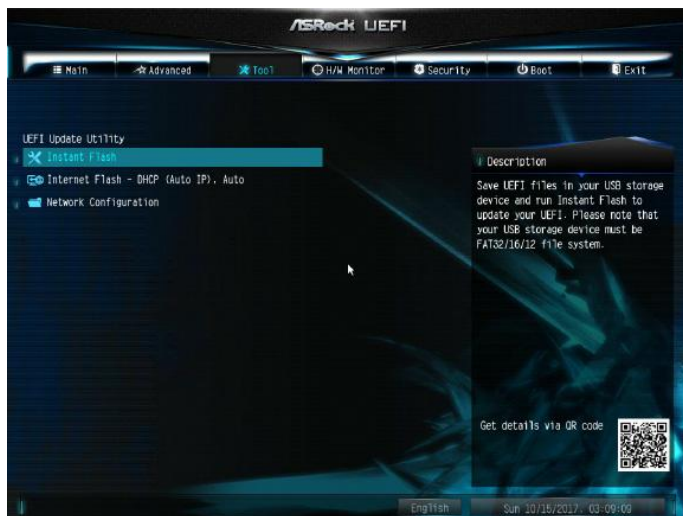 ASRock UEFI
Main Advanced Tool H/W Monitor Security Boot Exit
UEFI Update Utility
Instant Flash
Internet Flash - DHCP (Auto IP), Auto
Network Configuration
Description
Save UEFI files in your USB storage
device and run Instant Flash to
update your UEFI. Please note that
your USB storage device must be
FAT32/16/12 file system.
Get details via QR code
English
Sun 10/15/2017, 03:09:09